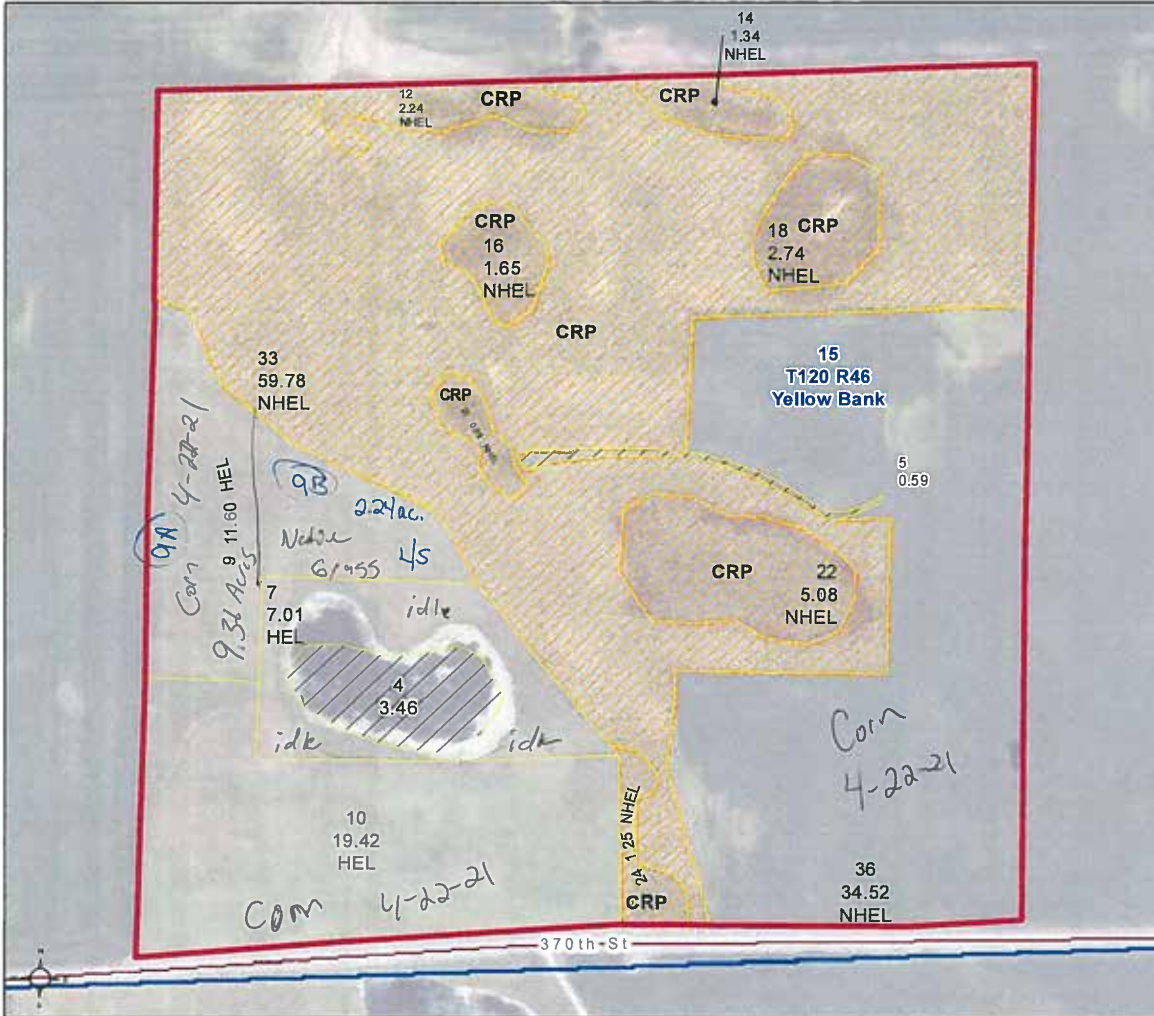 14
1.34
NHEL
CRP
12
2.24
NHEL
CRP
CRP
16
1.65
NHEL
18 CRP
2.74
NHEL
CRP
33
59.78
NHEL
15
T120 R46
Yellow Bank
CRP
5
0.59
9A
Corn 4-22-21
9 11.60 HEL
9.36 Acres
9B
2.24 ac.
Native
Grass
45
CRP
22
5.08
NHEL
7
7.01
HEL
idle
4
3.46
idle
idle
Corn
4-22-21
10
19.42
HEL
Corn 4-22-21
24 1.25 NHEL
CRP
36
34.52
NHEL
370th St